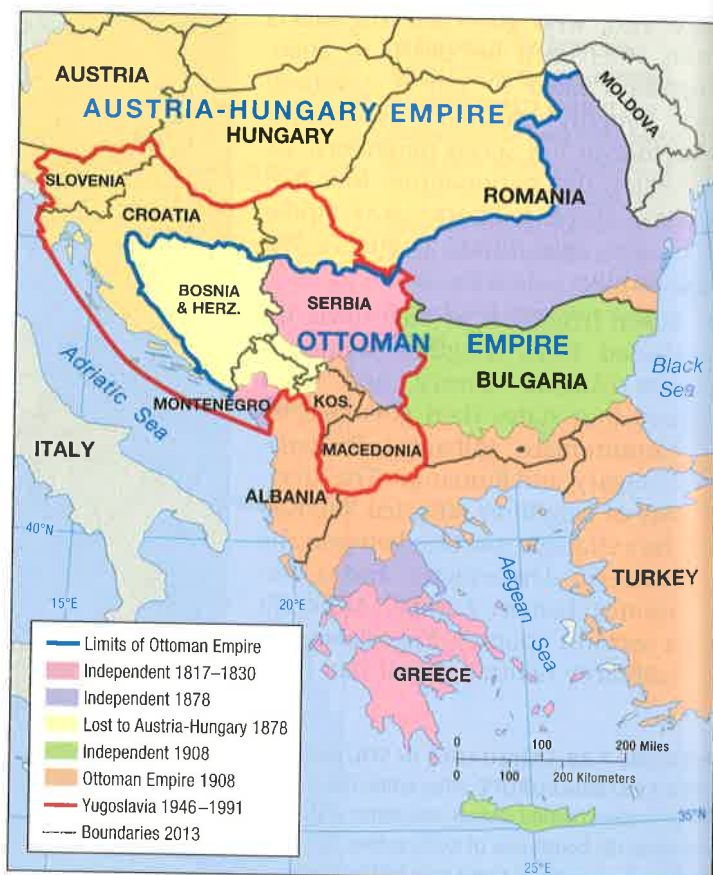 AUSTRIA
MOLDOVA
AUSTRIA-HUNGARY EMPIRE
HUNGARY
SLOVENIA
ROMANIA
CROATIA
BOSNIA
& HERZ.
SERBIA
OTTOMAN EMPIRE
BULGARIA
Black
Sea
Adriatic Sea
MONTENEGRO
KOS.
ITALY
MACEDONIA
ALBANIA
40°N
15°E
20°E
Aegean Sea
TURKEY
GREECE
Limits of Ottoman Empire
Independent 1817–1830
Independent 1878
Lost to Austria-Hungary 1878
Independent 1908
Ottoman Empire 1908
Yugoslavia 1946–1991
Boundaries 2013
0 100 200 Miles
0 100 200 Kilometers
35°N
25°E